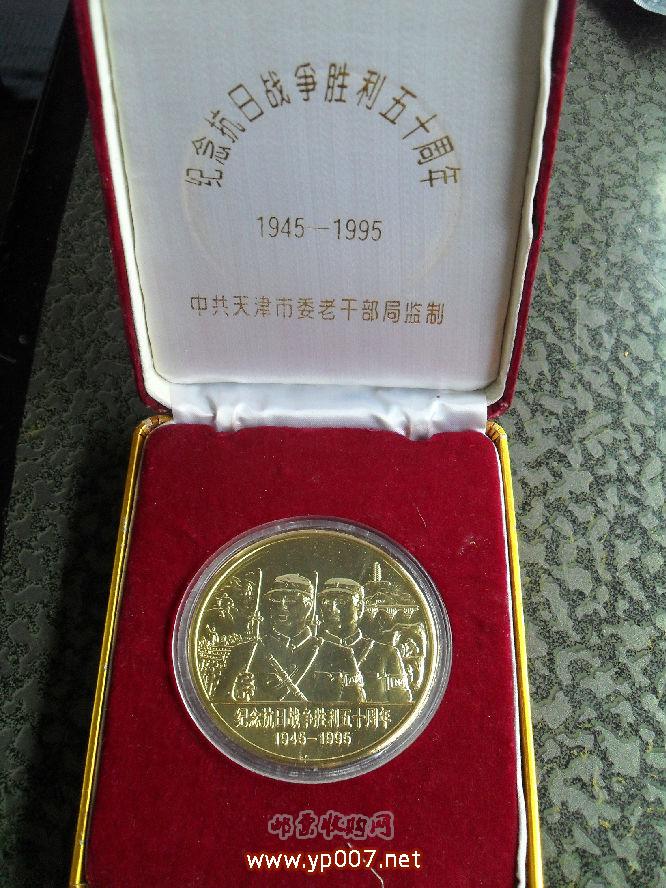 纪念抗日战争胜利五十周年
1945—1995
中共天津市委老干部局监制
纪念抗日战争胜利五十周年
1945-1995
邮票收购网
www.yp007.net